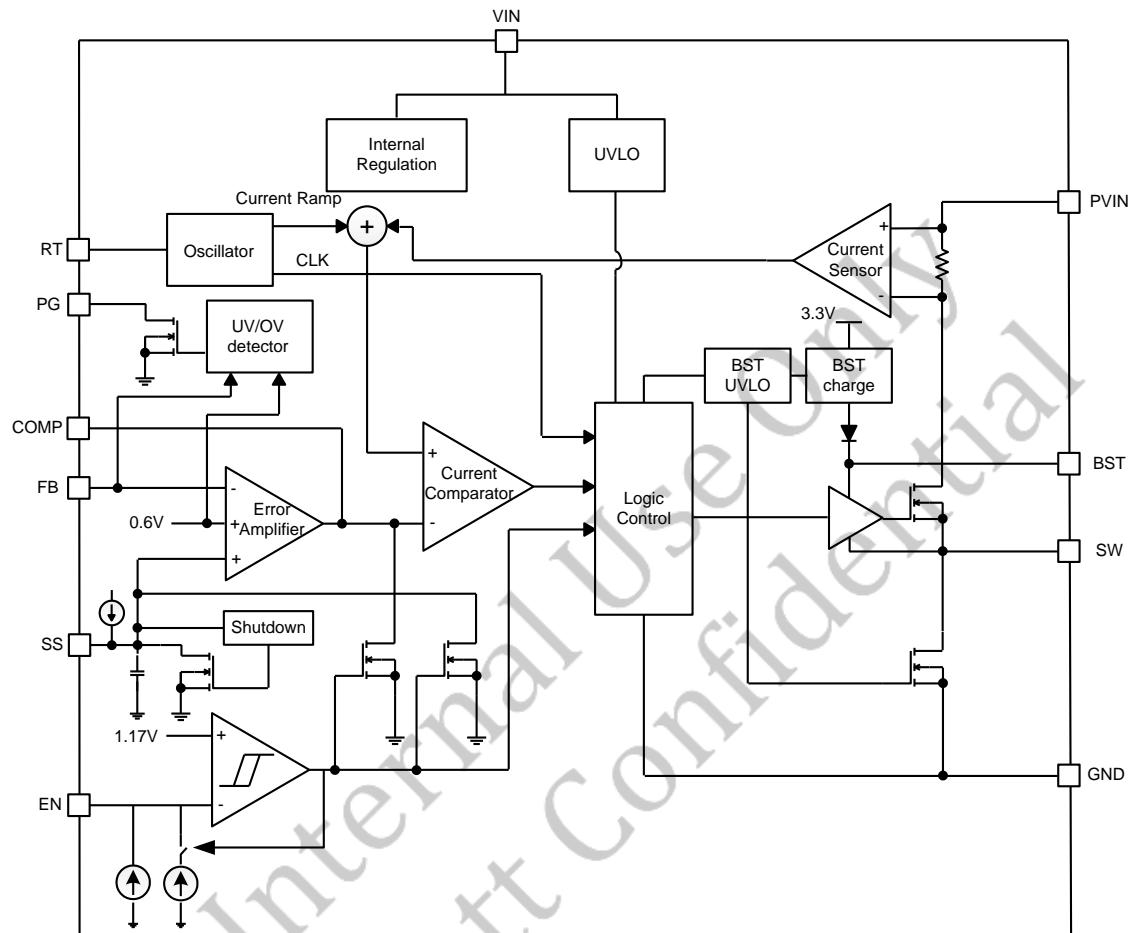 VIN
Internal
Regulation
UVLO
Current Ramp
+
PVIN
RT
Oscillator
CLK
+
Current
Sensor
-
PG
UV/OV
detector
3.3V
BST
UVLO
BST
charge
COMP
+
Current
Comparator
-
FB
-
Error
Amplifier
0.6V
+
+
Logic
Control
BST
SW
SS
Shutdown
1.17V
+
EN
-
GND
Internal Use Only
tt Confidential